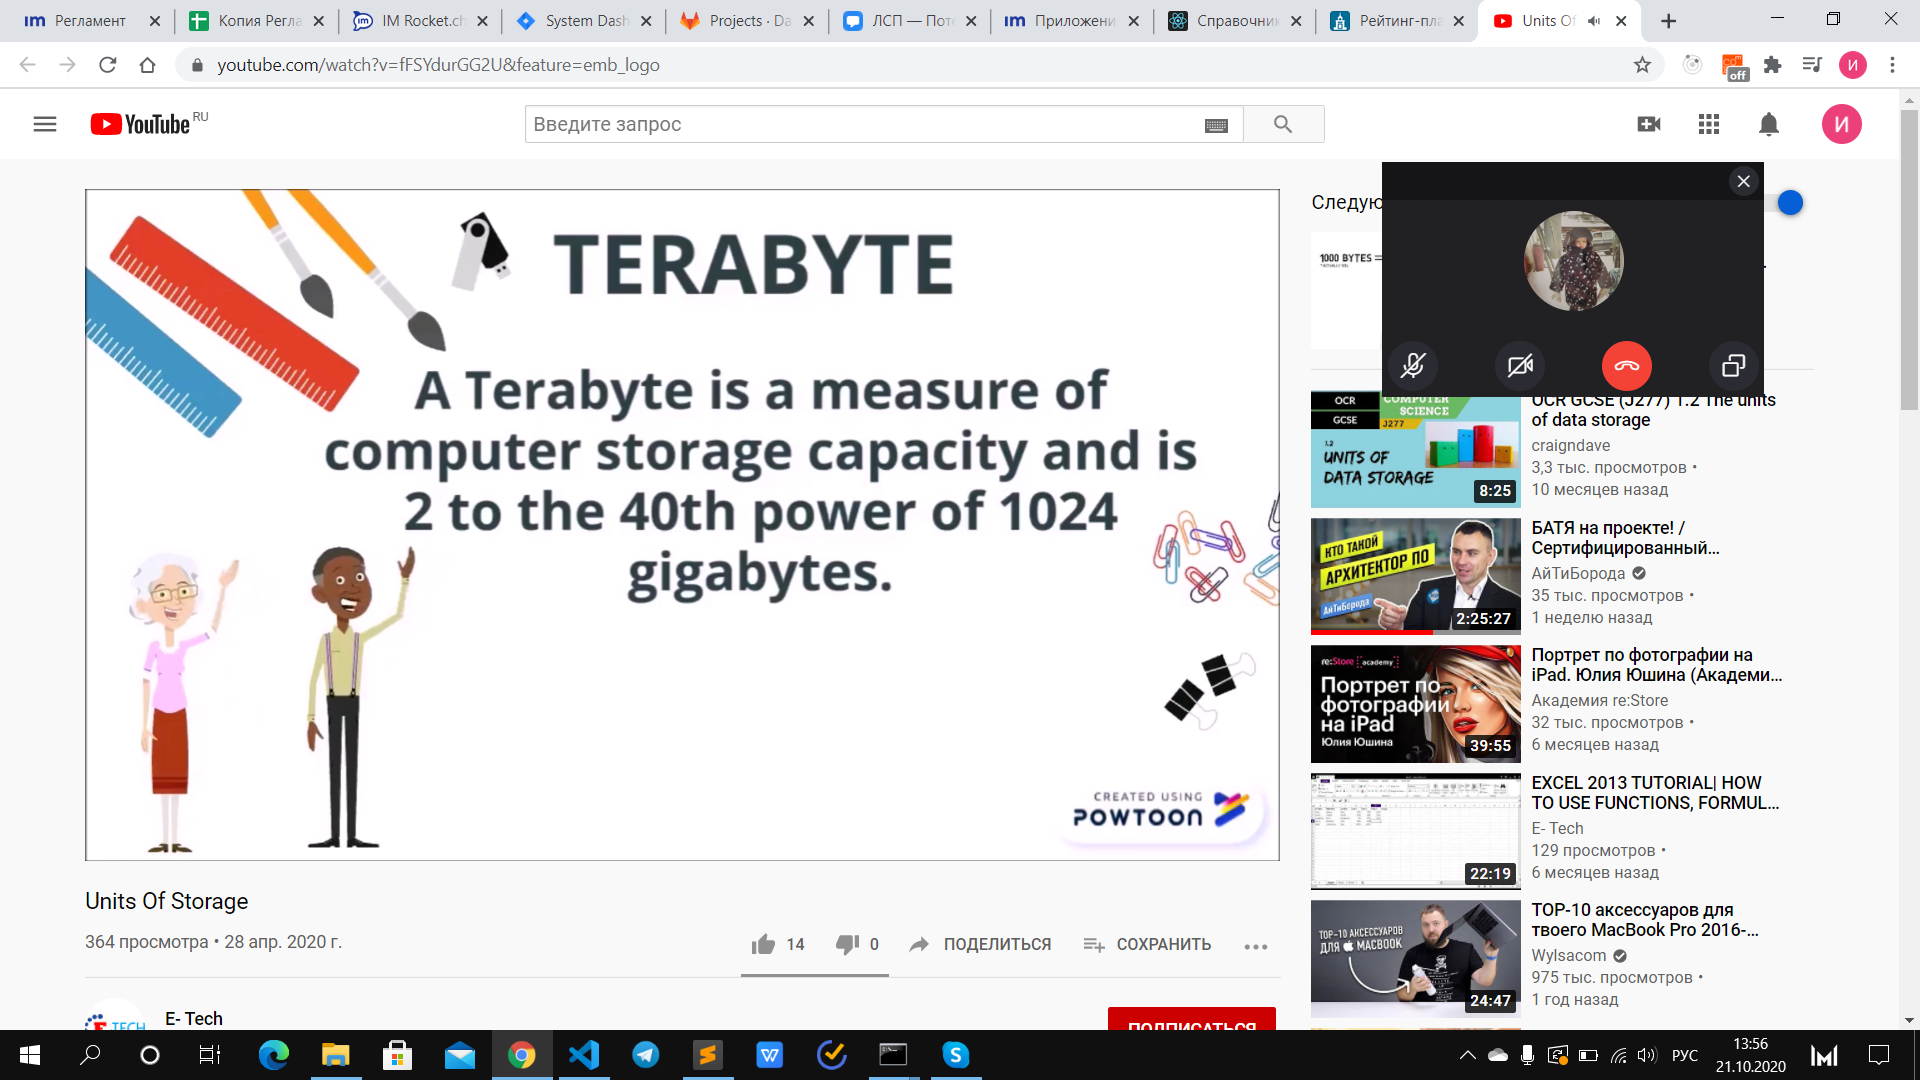 Регламент
Копия Регла
IM Rocket.ch
System Dash
Projects · Da
ЛСП — Поте
Приложени
Справочник
Рейтинг-пла
Units Of
youtube.com/watch?v=fFSYdurGG2U&feature=emb_logo
off
И
YouTube RU
Введите запрос
И
TERABYTE
A Terabyte is a measure of
computer storage capacity and is
2 to the 40th power of 1024
gigabytes.
CREATED USING
POWTOON
Units Of Storage
364 просмотра • 28 апр. 2020 г.
14
0
ПОДЕЛИТЬСЯ
СОХРАНИТЬ
E- Tech
TECH
ПОДПИСАТЬСЯ
Следую
1000 BYTES =
OCR
GCSE
COMPUTER
SCIENCE
J277
1.2
UNITS OF
DATA STORAGE
8:25
OCR GCSE (J277) 1.2 The units
of data storage
craigndave
3,3 тыс. просмотров •
10 месяцев назад
КТО ТАКОЙ
АРХИТЕКТОР ПО
АйТиБорода
2:25:27
БАТЯ на проекте! /
Сертифицированный...
АйТиБорода
35 тыс. просмотров •
1 неделю назад
re:Store academy
Портрет по
фотографии
на iPad
Юлия Юшина
39:55
Портрет по фотографии на
iPad. Юлия Юшина (Академи...
Академия re:Store
32 тыс. просмотров •
6 месяцев назад
22:19
EXCEL 2013 TUTORIAL| HOW
TO USE FUNCTIONS, FORMUL...
E- Tech
129 просмотров •
6 месяцев назад
ТОР-10 АКСЕССУАРОВ
ДЛЯ MACBOOK
24:47
ТОР-10 аксессуаров для
твоего MacBook Pro 2016-...
Wylsacom
975 тыс. просмотров •
1 год назад
РУС
13:56
21.10.2020